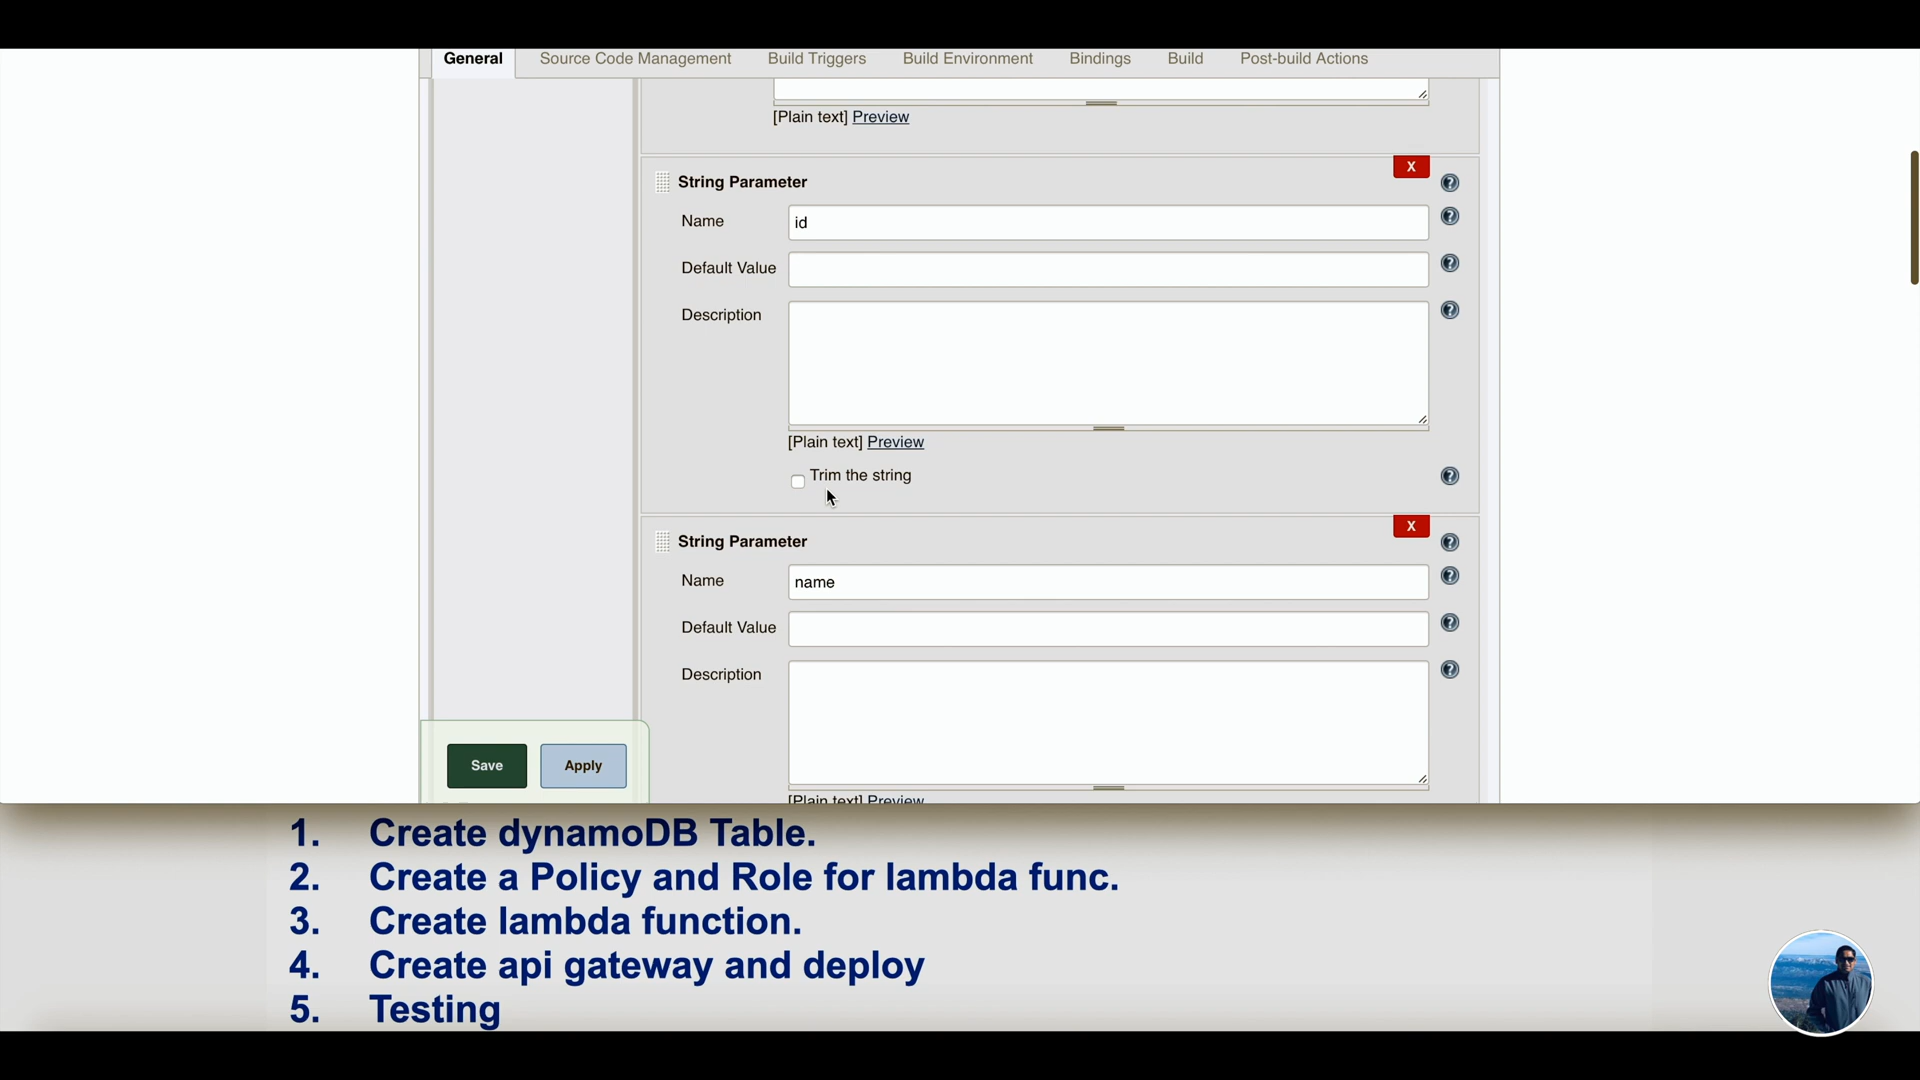 General Source Code Management Build Triggers Build Environment Bindings Build Post-build Actions
[Plain text] Preview
X
String Parameter
Name id
Default Value
Description
[Plain text] Preview
Trim the string
X
String Parameter
Name name
Default Value
Description
[Plain text] Preview
Save Apply
1. Create dynamoDB Table.
2. Create a Policy and Role for lambda func.
3. Create lambda function.
4. Create api gateway and deploy
5. Testing